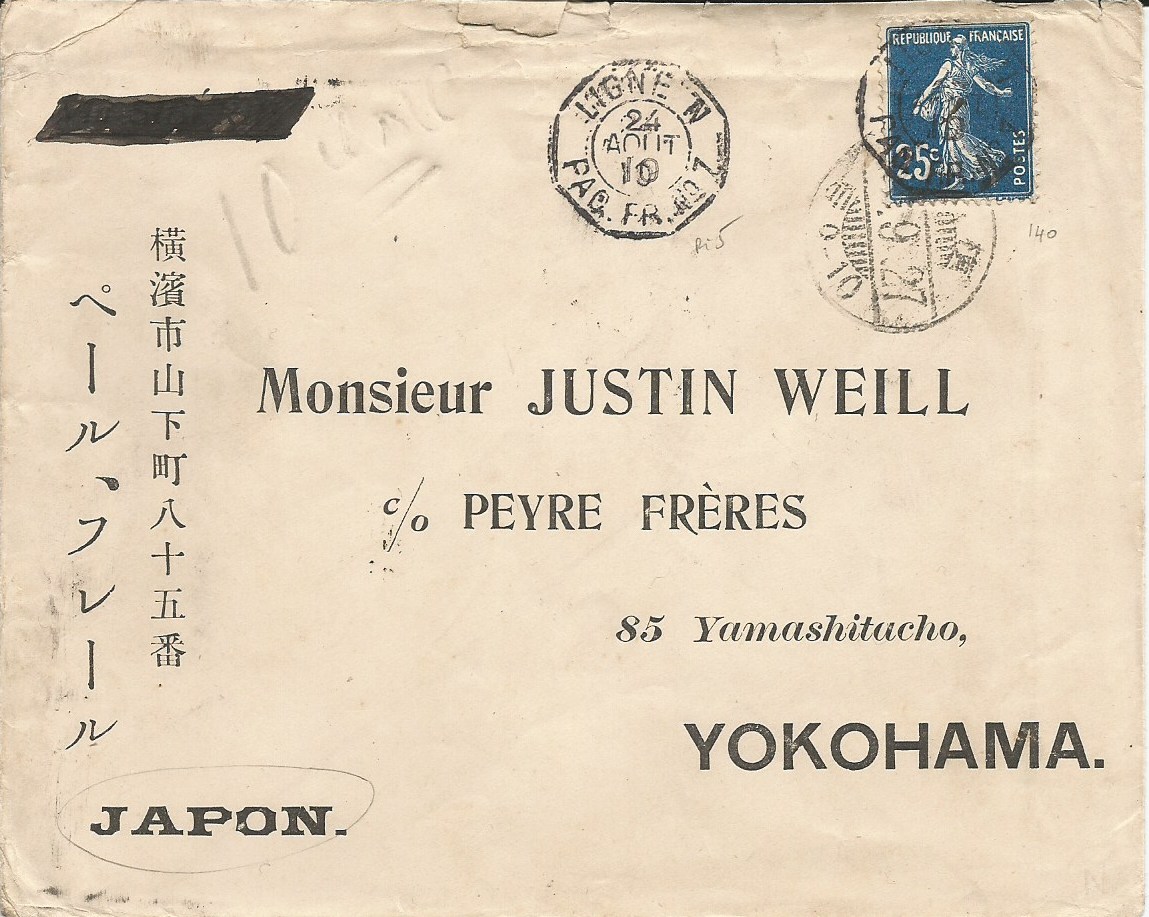 REPUBLIQUE FRANÇAISE
25c
POSTES
LIGNE N
24
AOUT
10
PAQ. FR. No 7
140
横濱市山下町八十五番
ペール、フレール
Monsieur JUSTIN WEILL
c/o PEYRE FRÈRES
85 Yamashitacho,
YOKOHAMA.
JAPON.